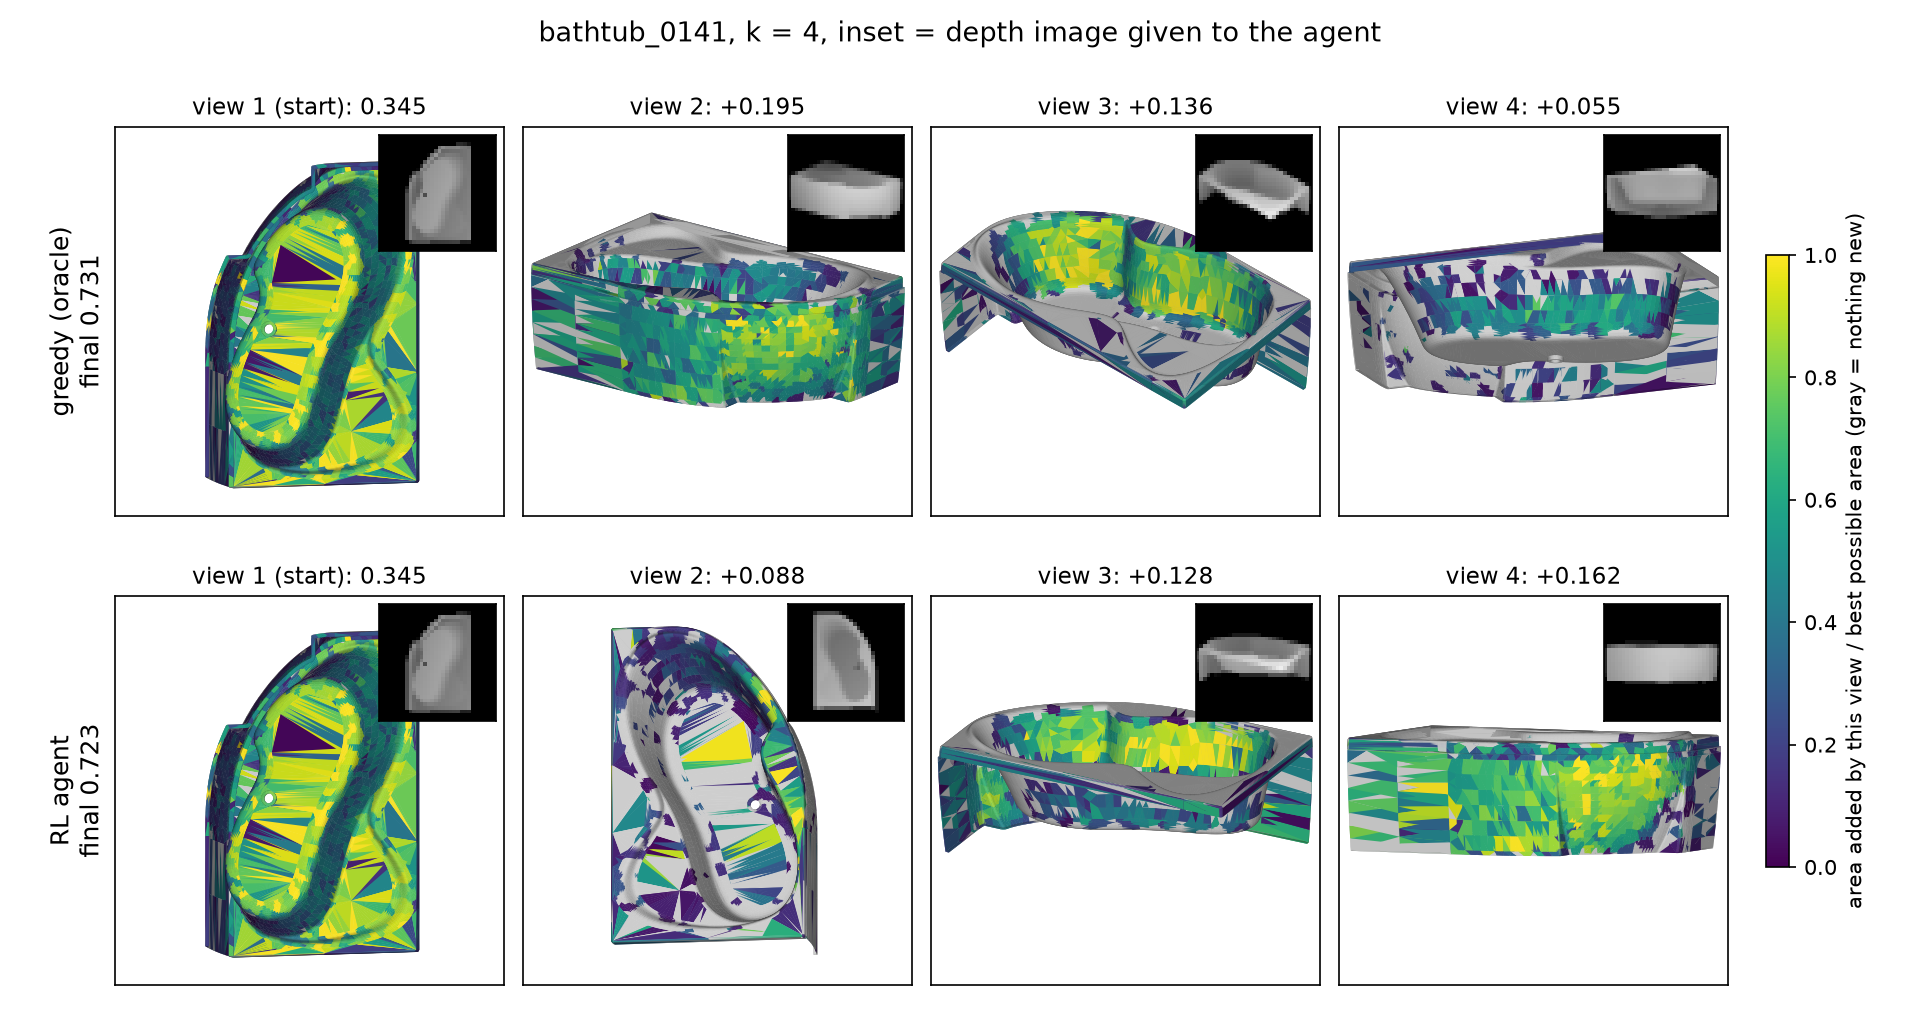 bathtub_0141, k = 4, inset = depth image given to the agent
view 1 (start): 0.345
view 2: +0.195
view 3: +0.136
view 4: +0.055
greedy (oracle)
final 0.731
view 1 (start): 0.345
view 2: +0.088
view 3: +0.128
view 4: +0.162
RL agent
final 0.723
1.0
0.8
0.6
0.4
0.2
0.0
area added by this view / best possible area (gray = nothing new)